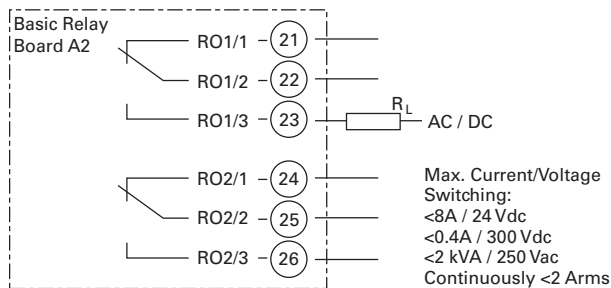 Basic Relay
Board A2
RO1/1 21
RO1/2 22
RO1/3 23
R_L
AC / DC
RO2/1 24
RO2/2 25
RO2/3 26
Max. Current/Voltage
Switching:
<8A / 24 Vdc
<0.4A / 300 Vdc
<2 kVA / 250 Vac
Continuously <2 Arms